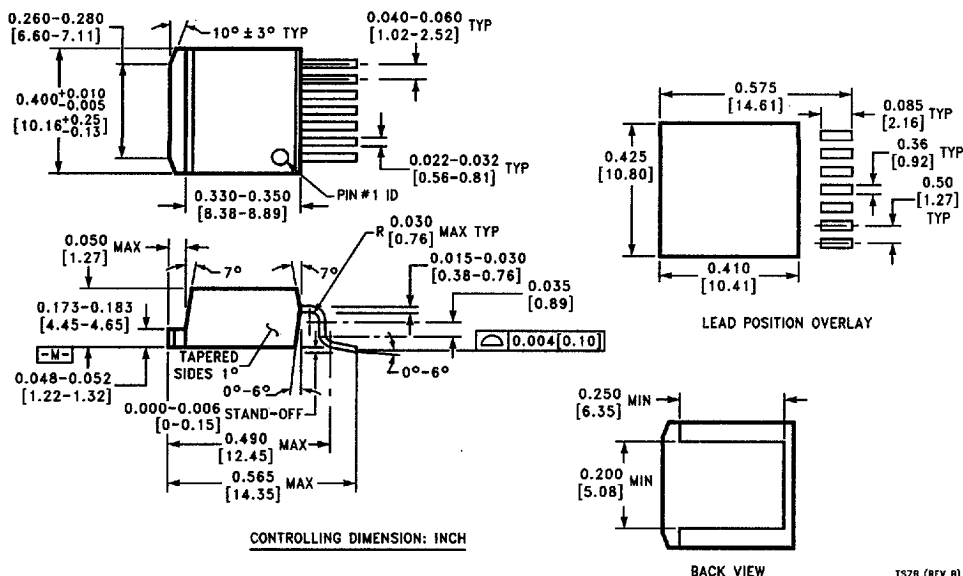 0.260-0.280
[6.60-7.11]
10° ± 3° TYP
0.040-0.060
[1.02-2.52] TYP
0.400 +0.010 -0.005
[10.16 +0.25 -0.13]
0.022-0.032
[0.56-0.81] TYP
PIN #1 ID
0.330-0.350
[8.38-8.89]
0.575
[14.61]
0.085
[2.16] TYP
0.425
[10.80]
0.36
[0.92] TYP
0.50
[1.27]
TYP
0.410
[10.41]
LEAD POSITION OVERLAY
0.050
[1.27] MAX
7°
7°
R 0.030
[0.76] MAX TYP
0.015-0.030
[0.38-0.76]
0.035
[0.89]
0.173-0.183
[4.45-4.65]
0.004[0.10]
-M-
TAPERED
SIDES 1°
0°-6°
0°-6°
0.048-0.052
[1.22-1.32]
0.000-0.006
[0-0.15] STAND-OFF
0.490
[12.45] MAX
0.565
[14.35] MAX
0.250
[6.35] MIN
0.200
[5.08] MIN
CONTROLLING DIMENSION: INCH
BACK VIEW
TS7B (REV B)